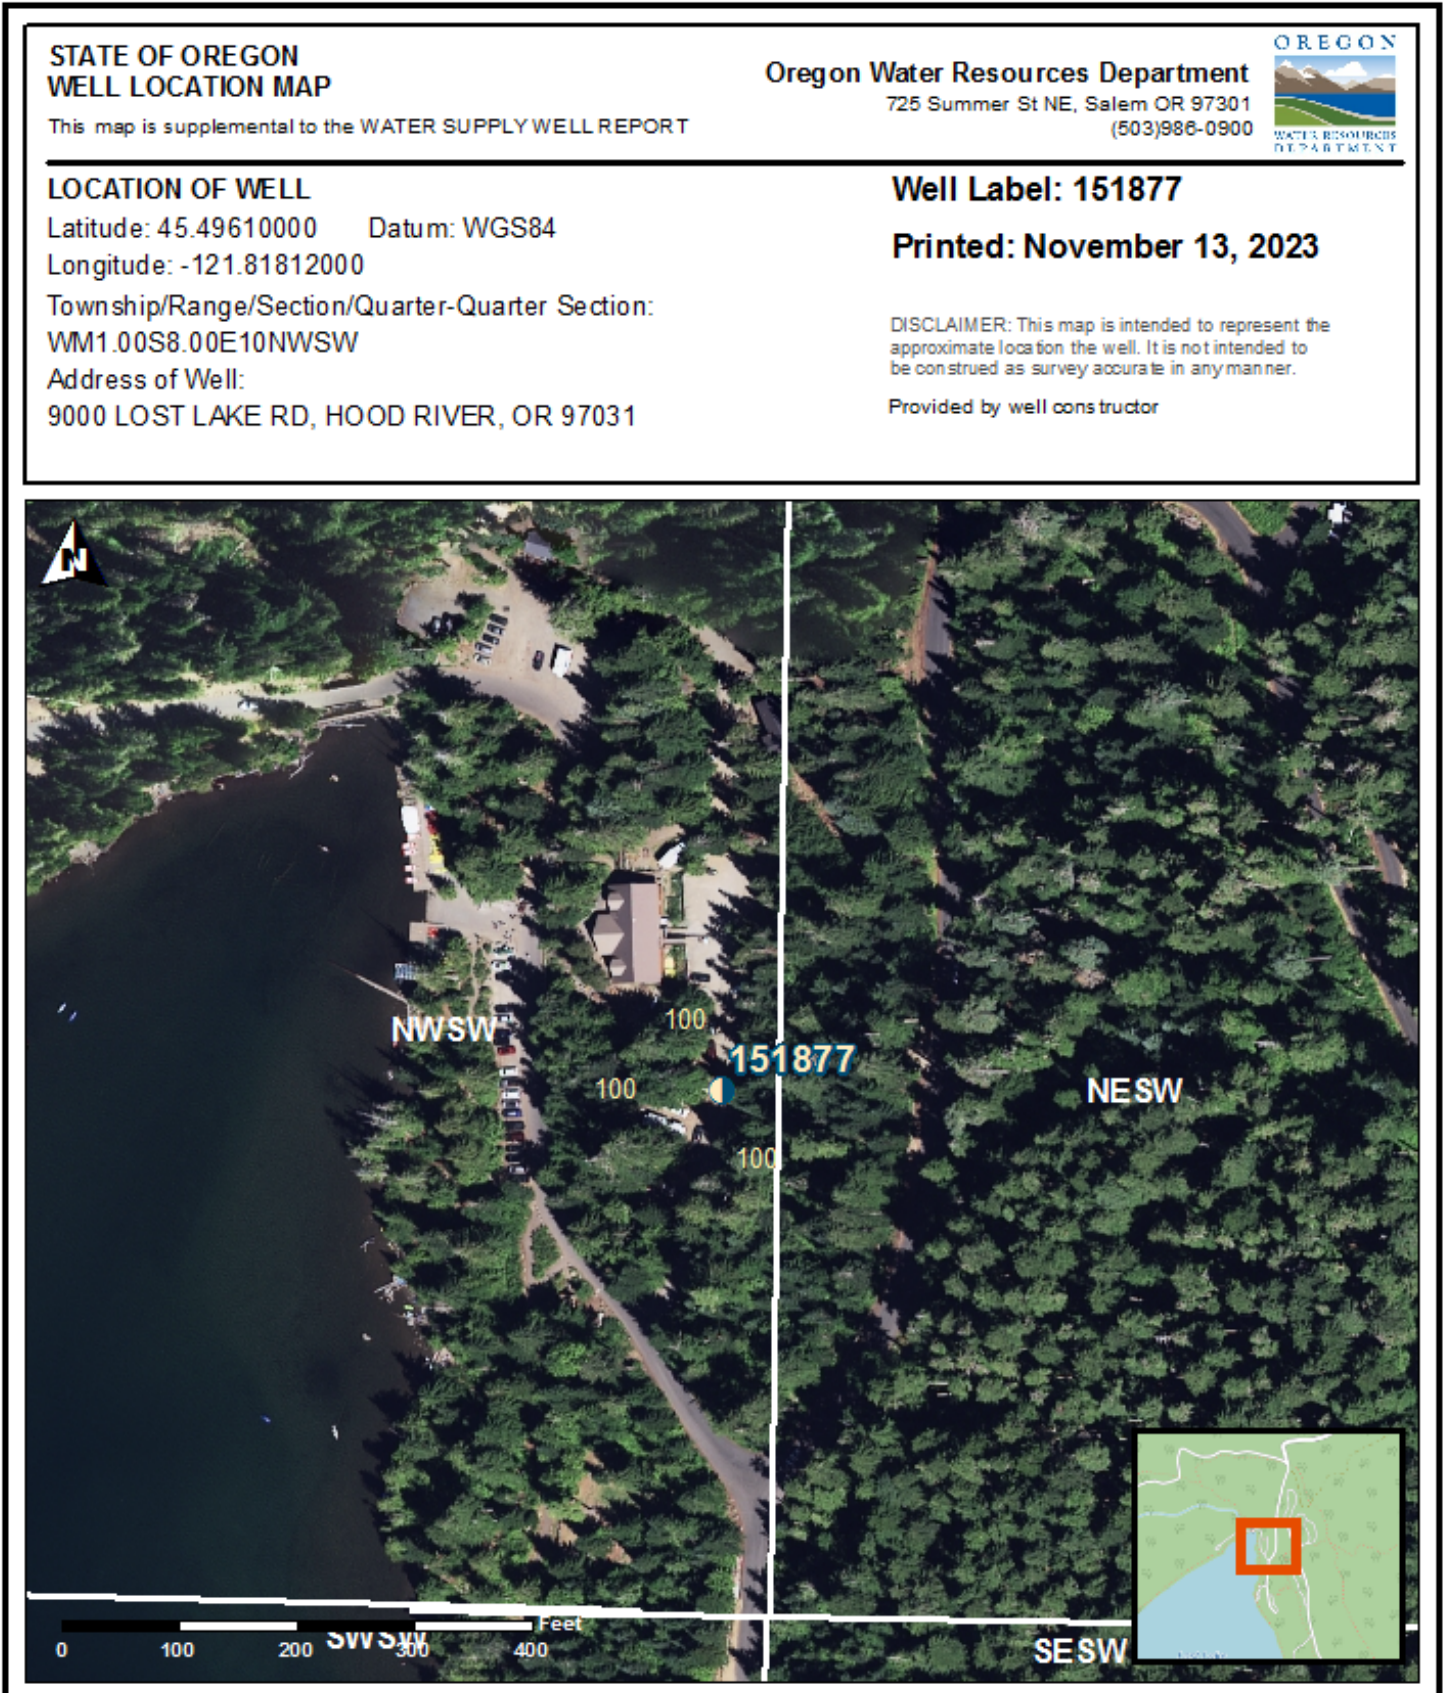 STATE OF OREGON
WELL LOCATION MAP
This map is supplemental to the WATER SUPPLY WELL REPORT
Oregon Water Resources Department
725 Summer St NE, Salem OR 97301
(503)986-0900
OREGON
WATER RESOURCES
DEPARTMENT
LOCATION OF WELL
Latitude: 45.49610000 Datum: WGS84
Longitude: -121.81812000
Township/Range/Section/Quarter-Quarter Section:
WM1.00S8.00E10NWSW
Address of Well:
9000 LOST LAKE RD, HOOD RIVER, OR 97031
Well Label: 151877
Printed: November 13, 2023
DISCLAIMER: This map is intended to represent the
approximate location the well. It is not intended to
be construed as survey accurate in any manner.
Provided by well constructor
N
NWSW
100
151877
100
NESW
100
Feet
0 100 200 300 400
SWSW
SESW